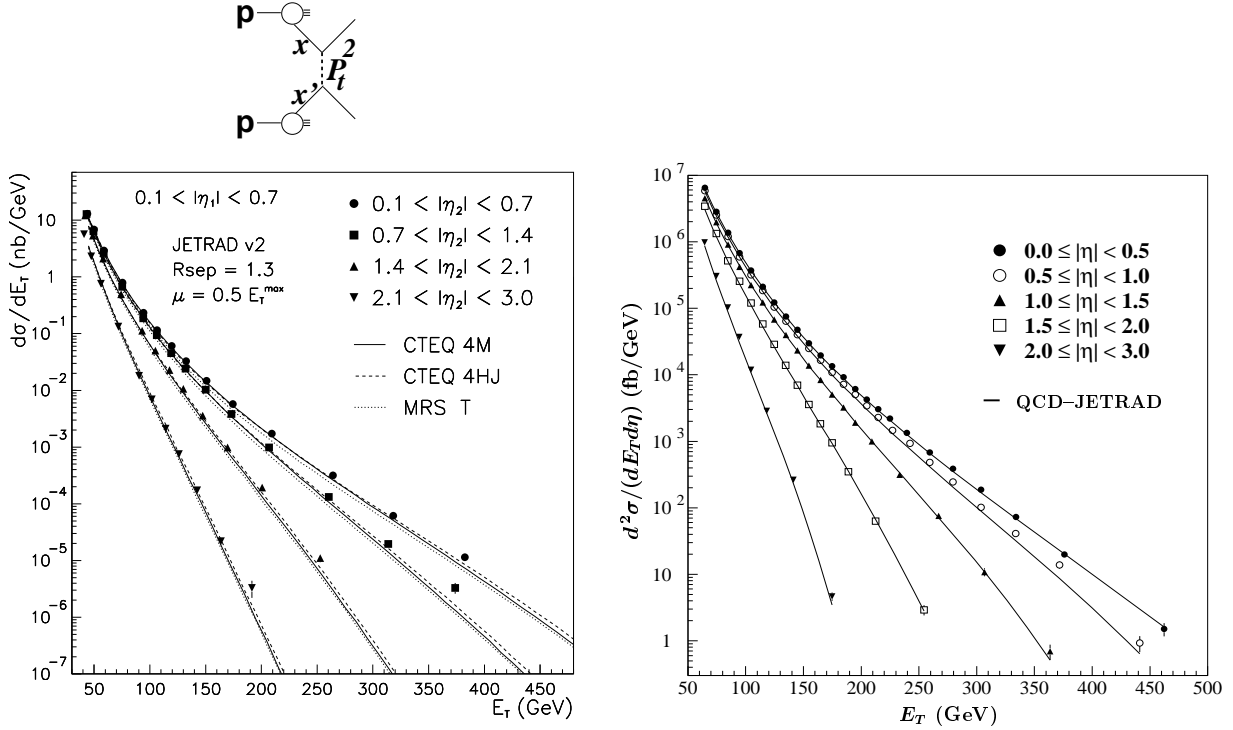 p
x
2
P
t
x'
p
dσ/dE_T (nb/GeV)
10
1
10^-1
10^-2
10^-3
10^-4
10^-5
10^-6
10^-7
0.1 < |η_1| < 0.7
JETRAD v2
Rsep = 1.3
μ = 0.5 E_T^max
0.1 < |η_2| < 0.7
0.7 < |η_2| < 1.4
1.4 < |η_2| < 2.1
2.1 < |η_2| < 3.0
CTEQ 4M
CTEQ 4HJ
MRS T
50 100 150 200 250 300 350 400 450
E_T (GeV)
d^2σ/(dE_T dη) (fb/GeV)
10^7
10^6
10^5
10^4
10^3
10^2
10
1
0.0 ≤ |η| < 0.5
0.5 ≤ |η| < 1.0
1.0 ≤ |η| < 1.5
1.5 ≤ |η| < 2.0
2.0 ≤ |η| < 3.0
QCD–JETRAD
50 100 150 200 250 300 350 400 450 500
E_T (GeV)